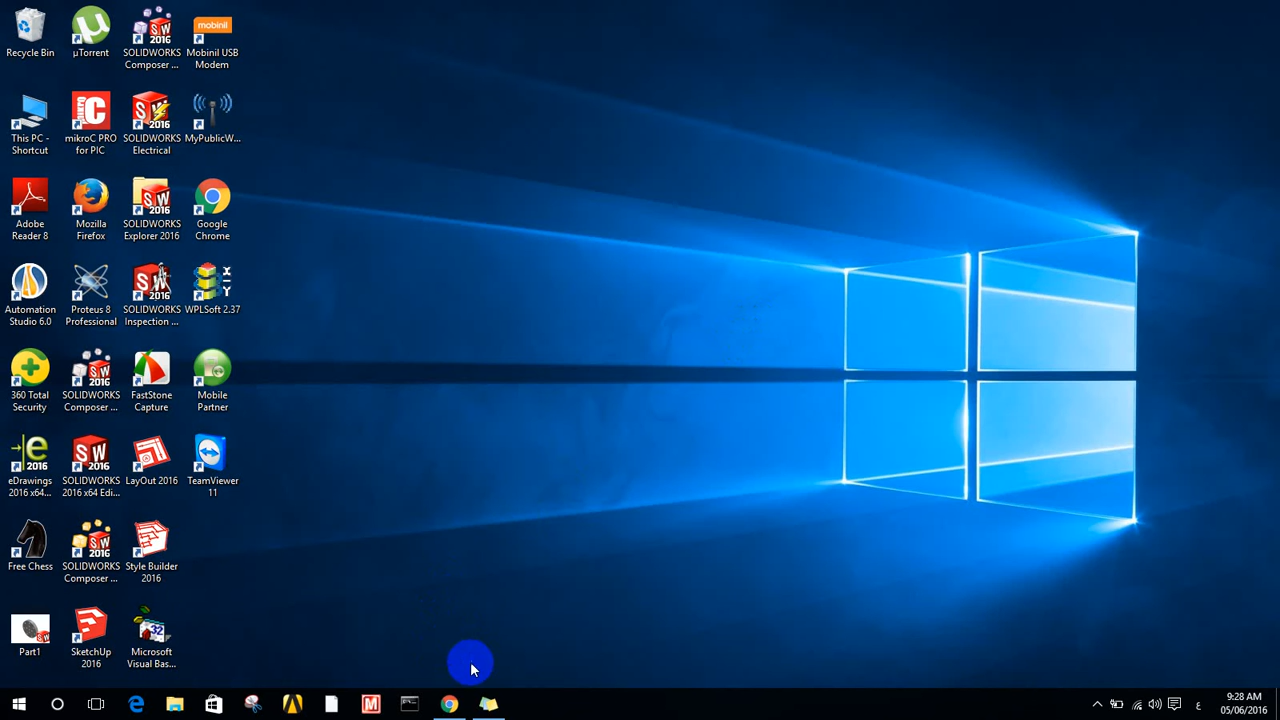 Recycle Bin
µTorrent
SOLIDWORKS
Composer ...
Mobinil USB
Modem
mobinil
This PC -
Shortcut
mikroC PRO
for PIC
SOLIDWORKS
Electrical
MyPublicW...
Adobe
Reader 8
Mozilla
Firefox
SOLIDWORKS
Explorer 2016
Google
Chrome
Automation
Studio 6.0
Proteus 8
Professional
SOLIDWORKS
Inspection ...
WPLSoft 2.37
360 Total
Security
SOLIDWORKS
Composer ...
FastStone
Capture
Mobile
Partner
eDrawings
2016 x64...
SOLIDWORKS
2016 x64 Edi...
LayOut 2016
TeamViewer
11
Free Chess
SOLIDWORKS
Composer ...
Style Builder
2016
Part1
SketchUp
2016
Microsoft
Visual Bas...
ع
9:28 AM
05/06/2016